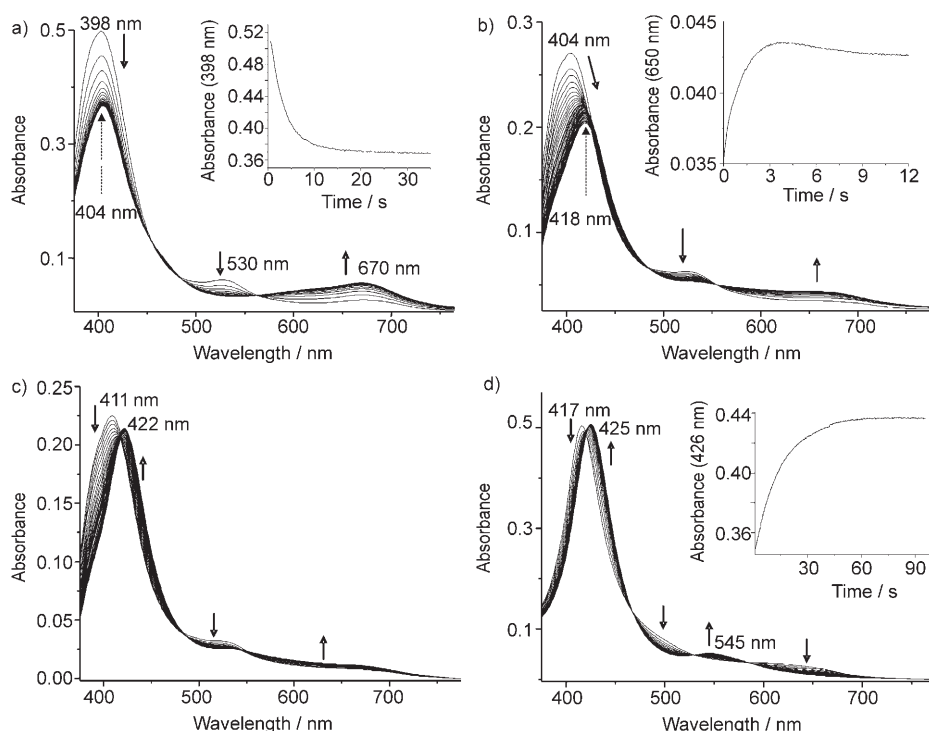 a)
398 nm
0.5
0.3
0.1
Absorbance
404 nm
530 nm
670 nm
400 500 600 700
Wavelength / nm
Absorbance (398 nm)
0.52
0.48
0.44
0.40
0.36
0 10 20 30
Time / s
b)
404 nm
0.3
0.2
0.1
Absorbance
418 nm
400 500 600 700
Wavelength / nm
Absorbance (650 nm)
0.045
0.040
0.035
0 3 6 9 12
Time / s
c)
411 nm
422 nm
0.25
0.20
0.15
0.10
0.05
0.00
Absorbance
400 500 600 700
Wavelength / nm
d)
417 nm
425 nm
0.5
0.3
0.1
Absorbance
545 nm
400 500 600 700
Wavelength / nm
Absorbance (426 nm)
0.44
0.40
0.36
30 60 90
Time / s